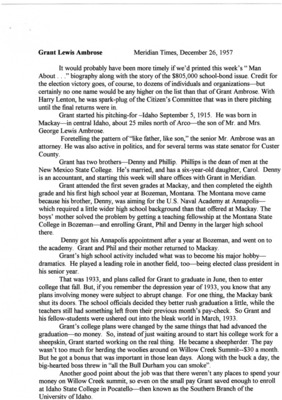 Grant Lewis Ambrose Meridian Times, December 26, 1957
It would probably have been more timely if we'd printed this week's "Man
About . . ." biography along with the story of the $805,000 school-bond issue. Credit for
the election victory goes, of course, to dozens of individuals and organizations—but
certainly no one name would be any higher on the list than that of Grant Ambrose. With
Harry Lenton, he was spark-plug of the Citizen's Committee that was in there pitching
until the final returns were in.
Grant started his pitching for –Idaho September 5, 1915. He was born in
Mackay—in central Idaho, about 25 miles north of Arco—the son of Mr. and Mrs.
George Lewis Ambrose.
Foretelling the pattern of "like father, like son," the senior Mr. Ambrose was an
attorney. He was also active in politics, and for several terms was state senator for Custer
County.
Grant has two brothers—Denny and Phillip. Phillips is the dean of men at the
New Mexico State College. He's married, and has a six-year-old daughter, Carol. Denny
is an accountant, and starting this week will share offices with Grant in Meridian.
Grant attended the first seven grades at Mackay, and then completed the eighth
grade and his first high school year at Bozeman, Montana. The Montana move came
because his brother, Denny, was aiming for the U.S. Naval Academy at Annapolis—
which required a little wider high school background than that offered at Mackay. The
boys' mother solved the problem by getting a teaching fellowship at the Montana State
College in Bozeman—and enrolling Grant, Phil and Denny in the larger high school
there.
Denny got his Annapolis appointment after a year at Bozeman, and went on to
the academy. Grant and Phil and their mother returned to Mackay.
Grant's high school activity included what was to become his major hobby—
dramatics. He played a leading role in another field, too—being elected class president in
his senior year.
That was 1933, and plans called for Grant to graduate in June, then to enter
college that fall. But, if you remember the depression year of 1933, you know that any
plans involving money were subject to abrupt change. For one thing, the Mackay bank
shut its doors. The school officials decided they better rush graduation a little, while the
teachers still had something left from their previous month's pay-check. So Grant and
his fellow-students were ushered out into the bleak world in March, 1933.
Grant's college plans were changed by the same things that had advanced the
graduation—no money. So, instead of just waiting around to start his college work for a
sheepskin, Grant started working on the real thing. He became a sheepherder. The pay
wasn't too much for herding the woolies around on Willow Creek Summit--$30 a month.
But he got a bonus that was important in those lean days. Along with the buck a day, the
big-hearted boss threw in "all the Bull Durham you can smoke".
Another good point about the job was that there weren't any places to spend your
money on Willow Creek summit, so even on the small pay Grant saved enough to enroll
at Idaho State College in Pocatello—then known as the Southern Branch of the
University of Idaho.